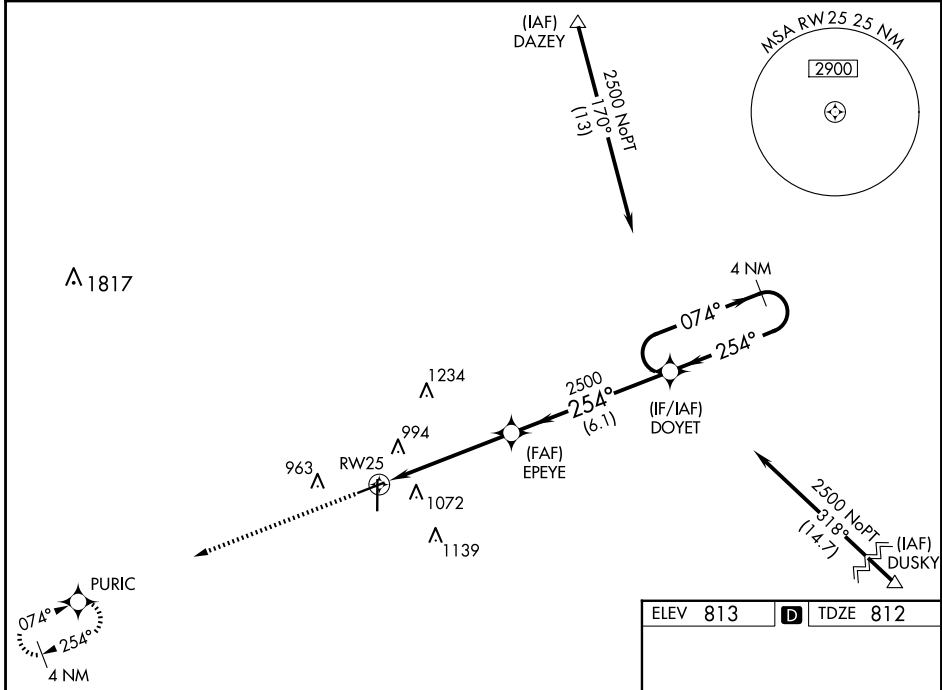 (IAF)
DAZEY
2500 NoPT
170°
(13)
MSA RW25 25 NM
2900
1817
4 NM
074°
254°
1234
2500
254°
(6.1)
(IF/IAF)
DOYET
994
(FAF)
EPEYE
963
RW25
1072
1139
2500 NoPT
318°
(14.7)
(IAF)
DUSKY
PURIC
074°
254°
4 NM
ELEV 813 D TDZE 812